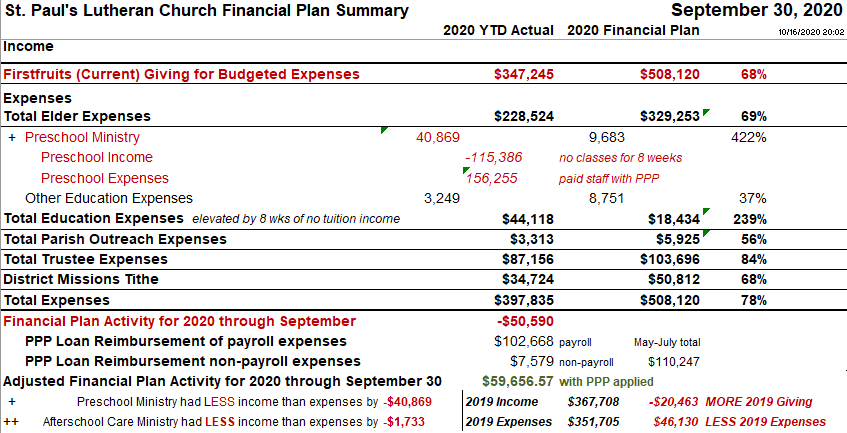 St. Paul's Lutheran Church Financial Plan Summary September 30, 2020
2020 YTD Actual 2020 Financial Plan 10/16/2020 20:02
Income
Firstfruits (Current) Giving for Budgeted Expenses $347,245 $508,120 68%
Expenses
Total Elder Expenses $228,524 $329,253 69%
+ Preschool Ministry 40,869 9,683 422%
Preschool Income -115,386 no classes for 8 weeks
Preschool Expenses 156,255 paid staff with PPP
Other Education Expenses 3,249 8,751 37%
Total Education Expenses elevated by 8 wks of no tuition income $44,118 $18,434 239%
Total Parish Outreach Expenses $3,313 $5,925 56%
Total Trustee Expenses $87,156 $103,696 84%
District Missions Tithe $34,724 $50,812 68%
Total Expenses $397,835 $508,120 78%
Financial Plan Activity for 2020 through September -$50,590
PPP Loan Reimbursement of payroll expenses $102,668 payroll May-July total
PPP Loan Reimbursement non-payroll expenses $7,579 non-payroll $110,247
Adjusted Financial Plan Activity for 2020 through September 30 $59,656.57 with PPP applied
+ Preschool Ministry had LESS income than expenses by -$40,869 2019 Income $367,708 -$20,463 MORE 2019 Giving
++ Afterschool Care Ministry had LESS income than expenses by -$1,733 2019 Expenses $351,705 $46,130 LESS 2019 Expenses